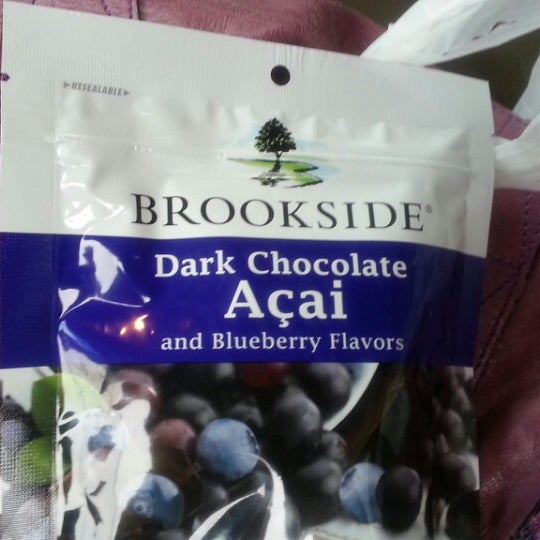 ▶RESEALABLE▶
BROOKSIDE®
Dark Chocolate
Açai
and Blueberry Flavors